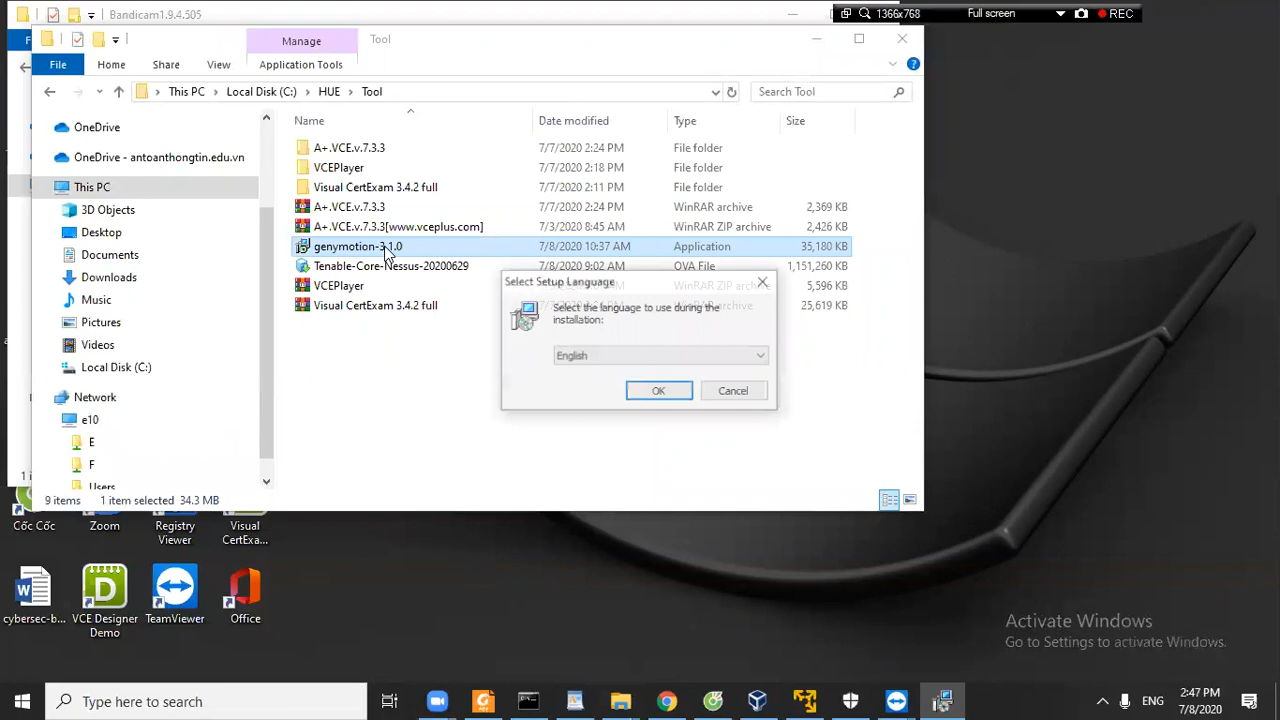 Bandicam1.9.4.505
1366x768 Full screen REC
Manage Tool
File Home Share View Application Tools
This PC Local Disk (C:) HUE Tool Search Tool
Name Date modified Type Size
OneDrive
OneDrive - antoanthongtin.edu.vn
This PC
3D Objects
Desktop
Documents
Downloads
Music
Pictures
Videos
Local Disk (C:)
Network
e10
E
F
Users
A+.VCE.v.7.3.3 7/7/2020 2:24 PM File folder
VCEPlayer 7/7/2020 2:18 PM File folder
Visual CertExam 3.4.2 full 7/7/2020 2:11 PM File folder
A+.VCE.v.7.3.3 7/7/2020 2:24 PM WinRAR archive 2,369 KB
A+.VCE.v.7.3.3[www.vceplus.com] 7/3/2020 8:45 AM WinRAR ZIP archive 2,426 KB
genymotion-3.1.0 7/8/2020 10:37 AM Application 35,180 KB
Tenable-Core-Nessus-20200629 7/8/2020 9:02 AM OVA File 1,151,260 KB
VCEPlayer WinRAR ZIP archive 5,596 KB
Visual CertExam 3.4.2 full archive 25,619 KB
Select Setup Language
Select the language to use during the
installation:
English
OK Cancel
9 items 1 item selected 34.3 MB
Cốc Cốc
Zoom
Registry
Viewer
Visual
CertExa...
cybersec-b...
VCE Designer
Demo
TeamViewer
Office
Activate Windows
Go to Settings to activate Windows.
Type here to search
ENG
2:47 PM
7/8/2020